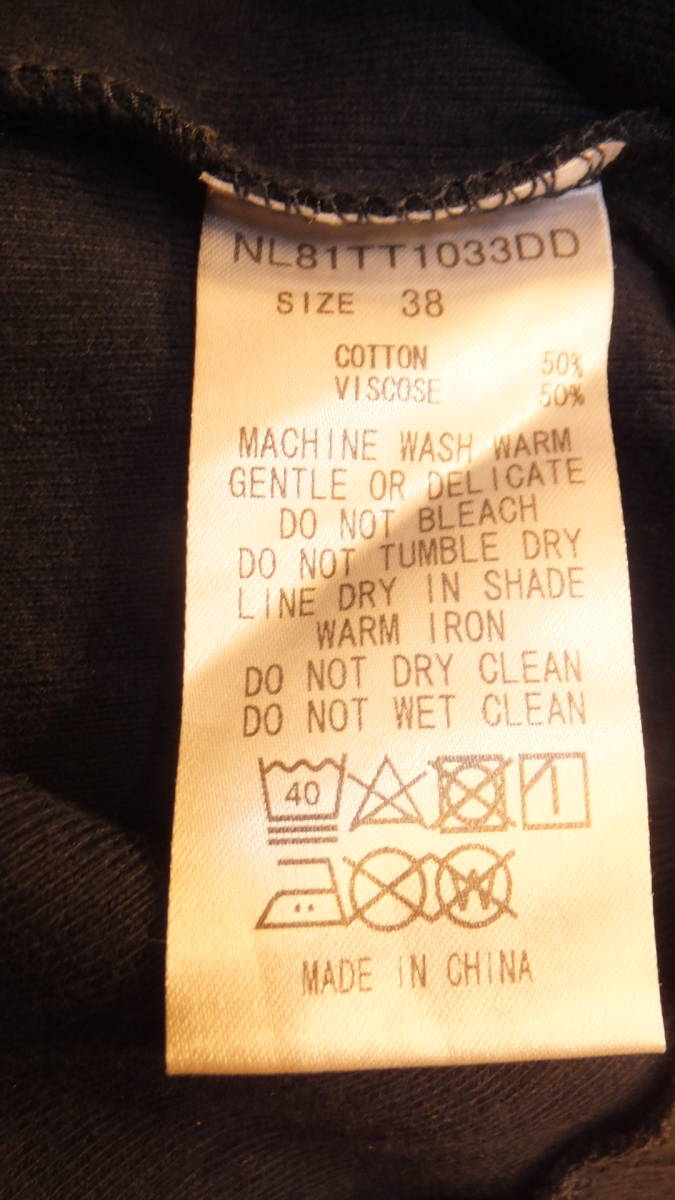 NL81TT1033DD
SIZE 38
COTTON 50%
VISCOSE 50%
MACHINE WASH WARM
GENTLE OR DELICATE
DO NOT BLEACH
DO NOT TUMBLE DRY
LINE DRY IN SHADE
WARM IRON
DO NOT DRY CLEAN
DO NOT WET CLEAN
40
W
MADE IN CHINA